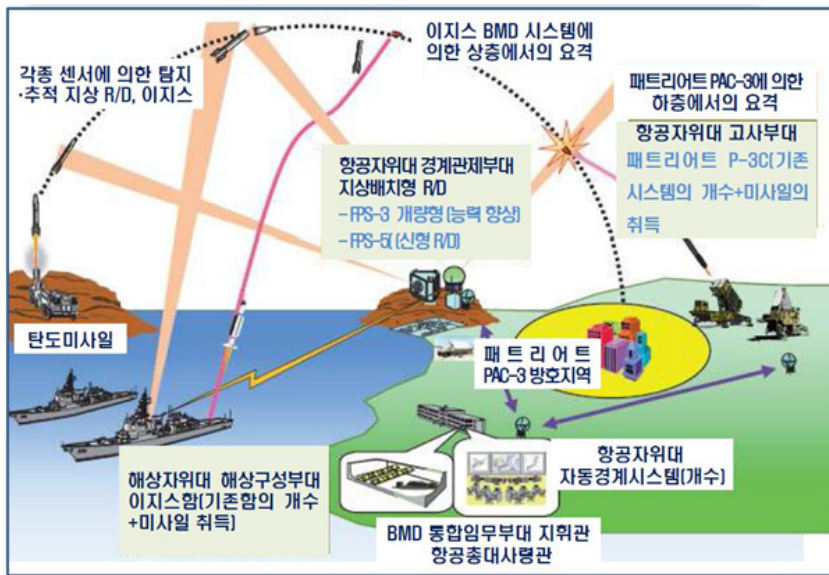 이지스 BMD 시스템에
의한 상층에서의 요격
각종 센서에 의한 탐지
·추적 지상 R/D, 이지스
패트리어트 PAC-3에 의한
하층에서의 요격
항공자위대 고사부대
패트리어트 P-3C(기존
시스템의 개수+미사일의
취득
항공자위대 경계관제부대
지상배치형 R/D
-FPS-3 개량형(능력 향상)
-FPS-5((신형 R/D)
탄도미사일
패 트 리 어 트
PAC-3 방호지역
해상자위대 해상구성부대
이지스함(기존함의 개수
+미사일 취득)
항공자위대
자동경계시스템(개수)
BMD 통합임무부대 지휘관
항공총대사령관